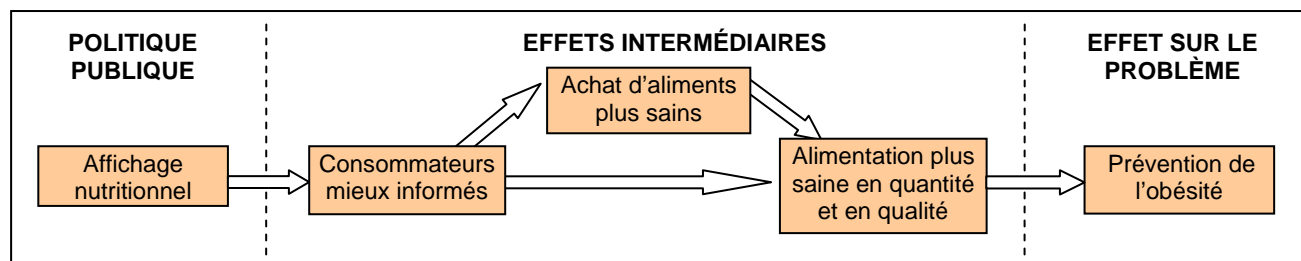 POLITIQUE
PUBLIQUE
EFFETS INTERMÉDIAIRES
EFFET SUR LE
PROBLÈME
Affichage
nutritionnel
Consommateurs
mieux informés
Achat d'aliments
plus sains
Alimentation plus
saine en quantité
et en qualité
Prévention de
l'obésité